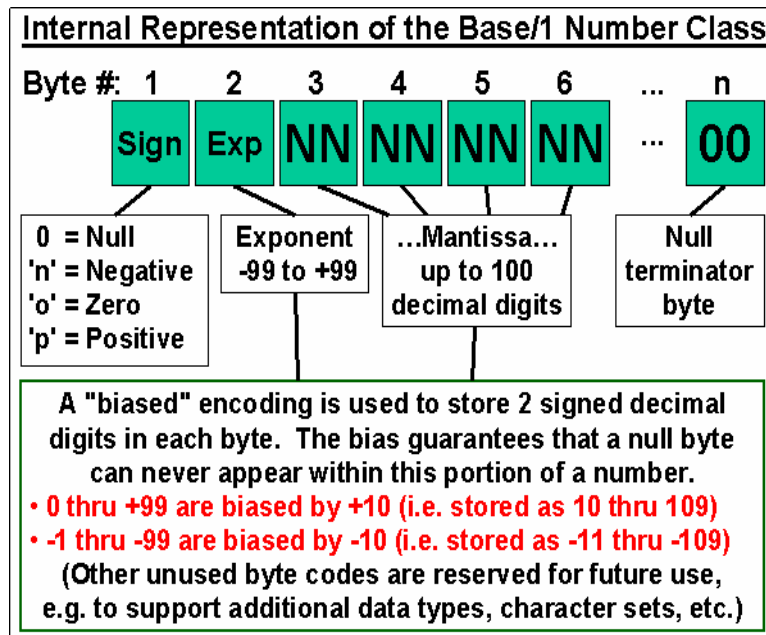 Internal Representation of the Base/1 Number Class
Byte #: 1 2 3 4 5 6 ... n
Sign Exp NN NN NN NN ... 00
0 = Null
'n' = Negative
'o' = Zero
'p' = Positive
Exponent
-99 to +99
...Mantissa...
up to 100
decimal digits
Null
terminator
byte
A "biased" encoding is used to store 2 signed decimal
digits in each byte. The bias guarantees that a null byte
can never appear within this portion of a number.
• 0 thru +99 are biased by +10 (i.e. stored as 10 thru 109)
• -1 thru -99 are biased by -10 (i.e. stored as -11 thru -109)
(Other unused byte codes are reserved for future use,
e.g. to support additional data types, character sets, etc.)